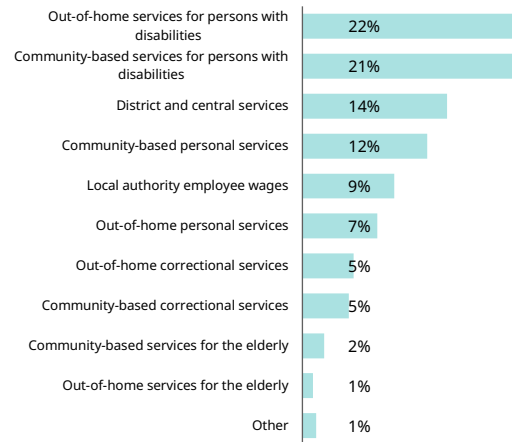 Out-of-home services for persons with
disabilities
22%
Community-based services for persons with
disabilities
21%
District and central services
14%
Community-based personal services
12%
Local authority employee wages
9%
Out-of-home personal services
7%
Out-of-home correctional services
5%
Community-based correctional services
5%
Community-based services for the elderly
2%
Out-of-home services for the elderly
1%
Other
1%